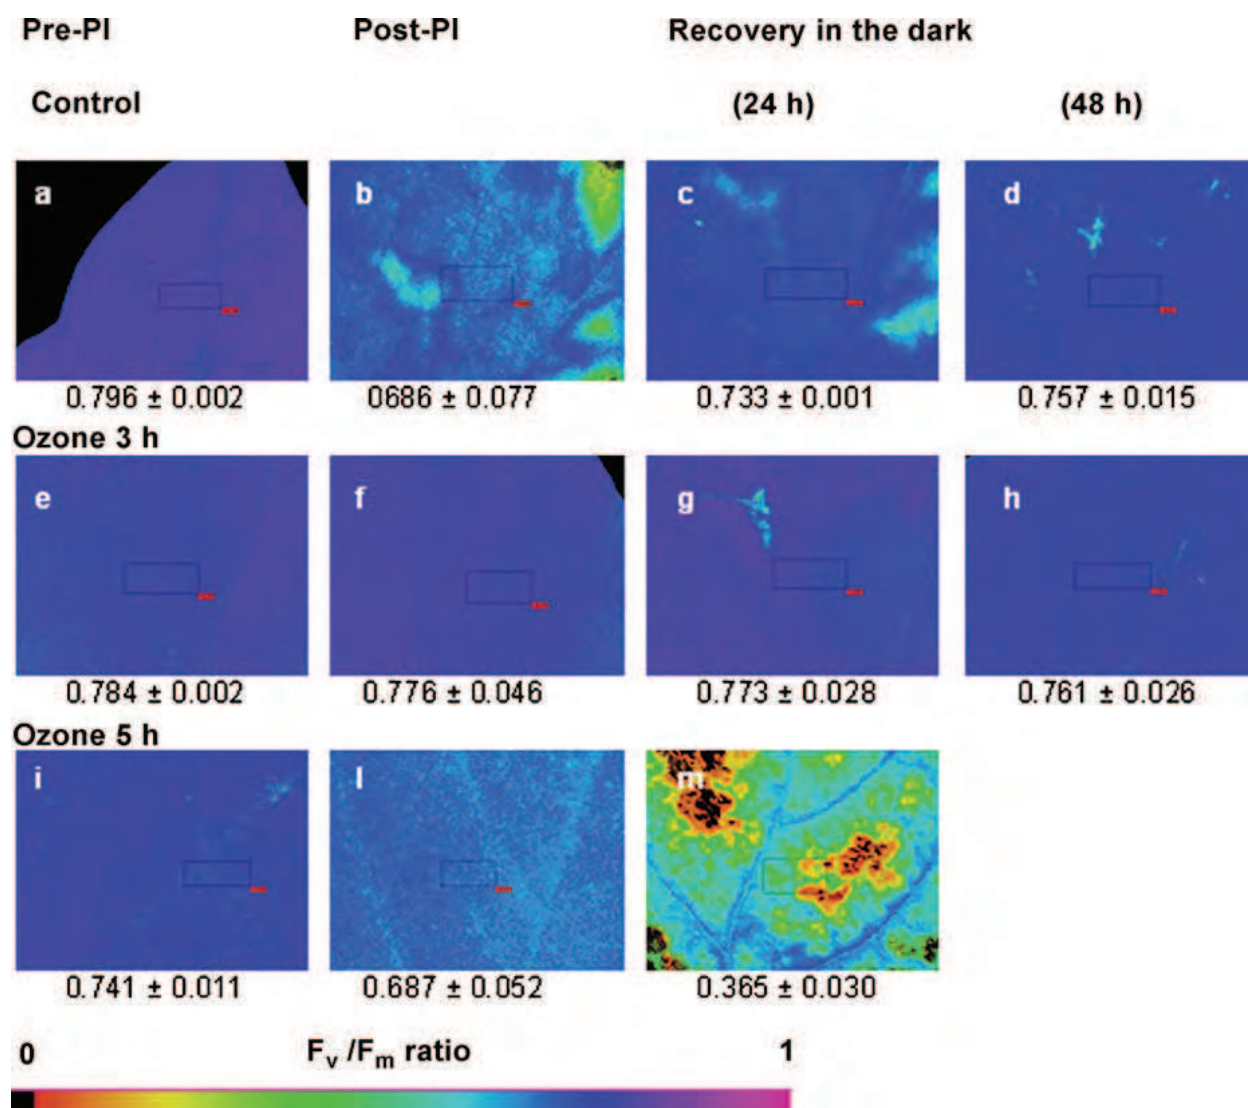 Pre-PI Post-PI Recovery in the dark
Control (24 h) (48 h)
a b c d
0.796 ± 0.002 0686 ± 0.077 0.733 ± 0.001 0.757 ± 0.015
Ozone 3 h
e f g h
0.784 ± 0.002 0.776 ± 0.046 0.773 ± 0.028 0.761 ± 0.026
Ozone 5 h
i l m
0.741 ± 0.011 0.687 ± 0.052 0.365 ± 0.030
0 Fv /Fm ratio 1